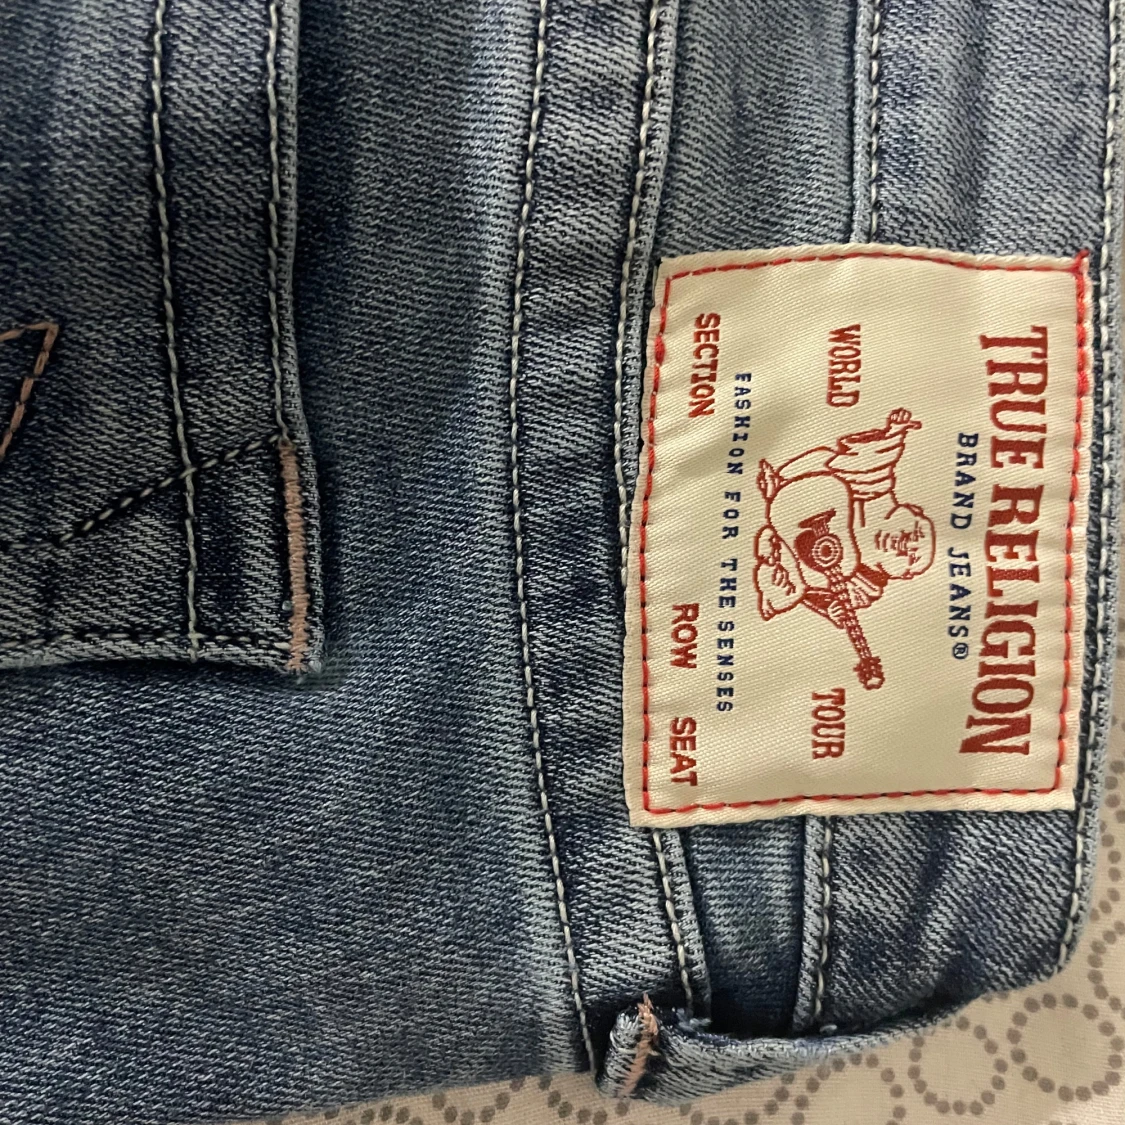 TRUE RELIGION
BRAND JEANS®
WORLD TOUR
FASHION FOR THE SENSES
SECTION ROW SEAT